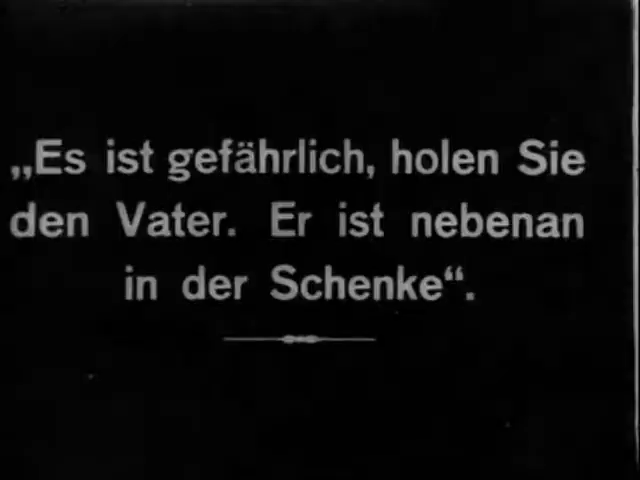 „Es ist gefährlich, holen Sie
den Vater. Er ist nebenan
in der Schenke“.